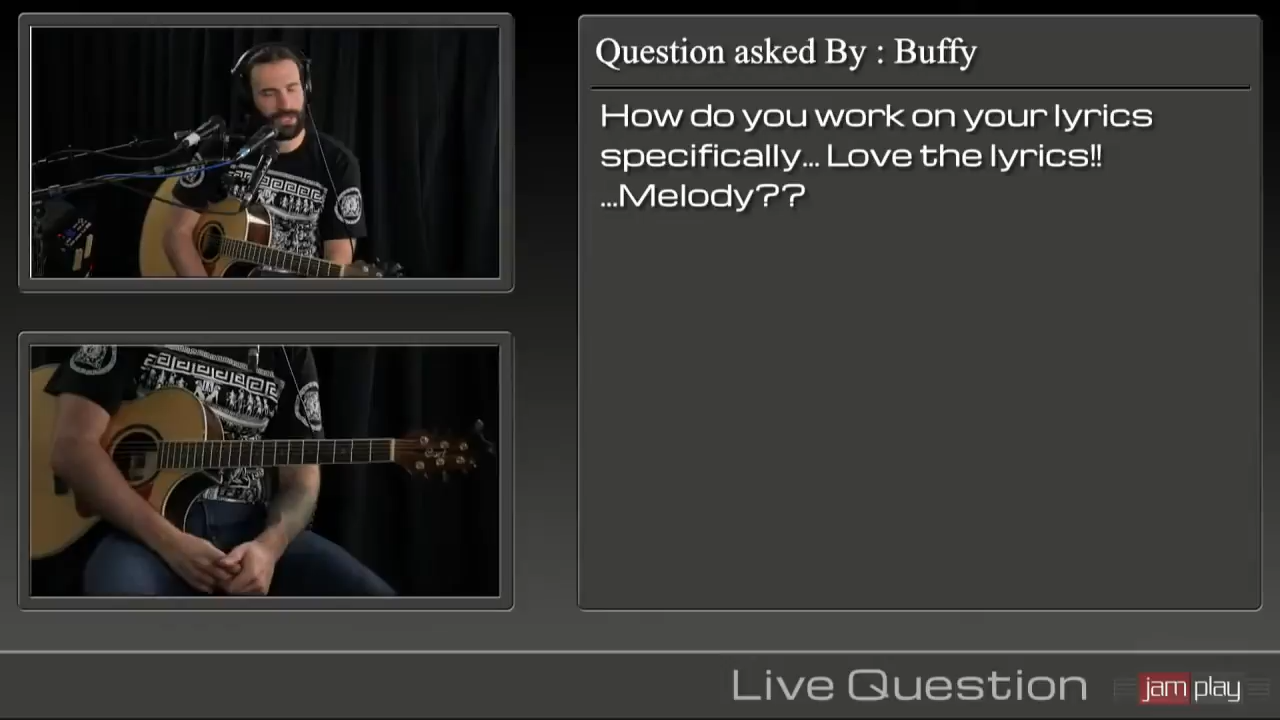 Question asked By : Buffy
How do you work on your lyrics
specifically... Love the lyrics!!
...Melody??
Live Question
jam play